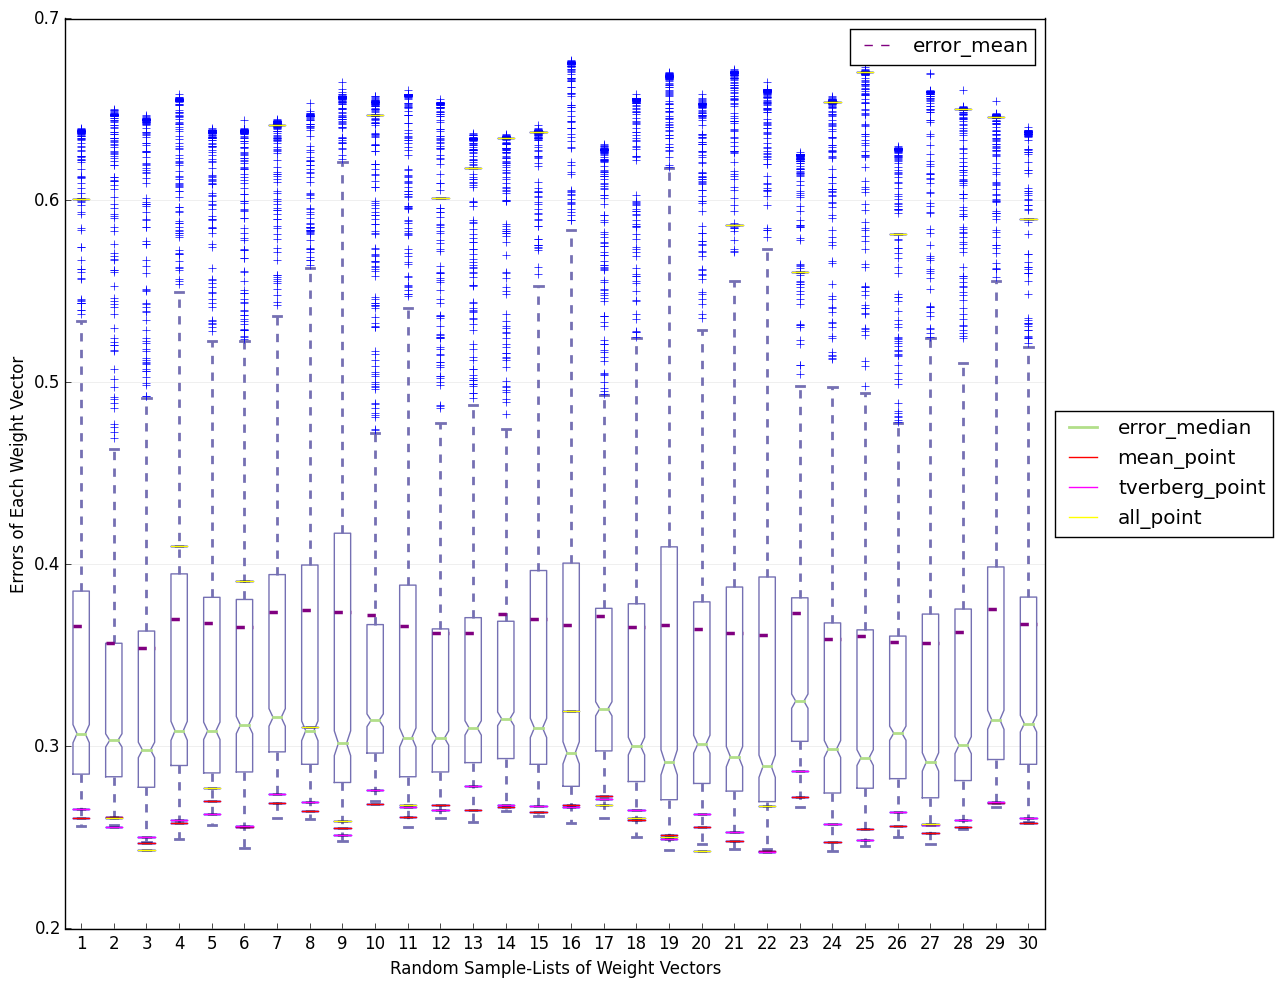 0.7
0.6
0.5
0.4
0.3
0.2
Errors of Each Weight Vector
error_mean
error_median
mean_point
tverberg_point
all_point
1 2 3 4 5 6 7 8 9 10 11 12 13 14 15 16 17 18 19 20 21 22 23 24 25 26 27 28 29 30
Random Sample-Lists of Weight Vectors